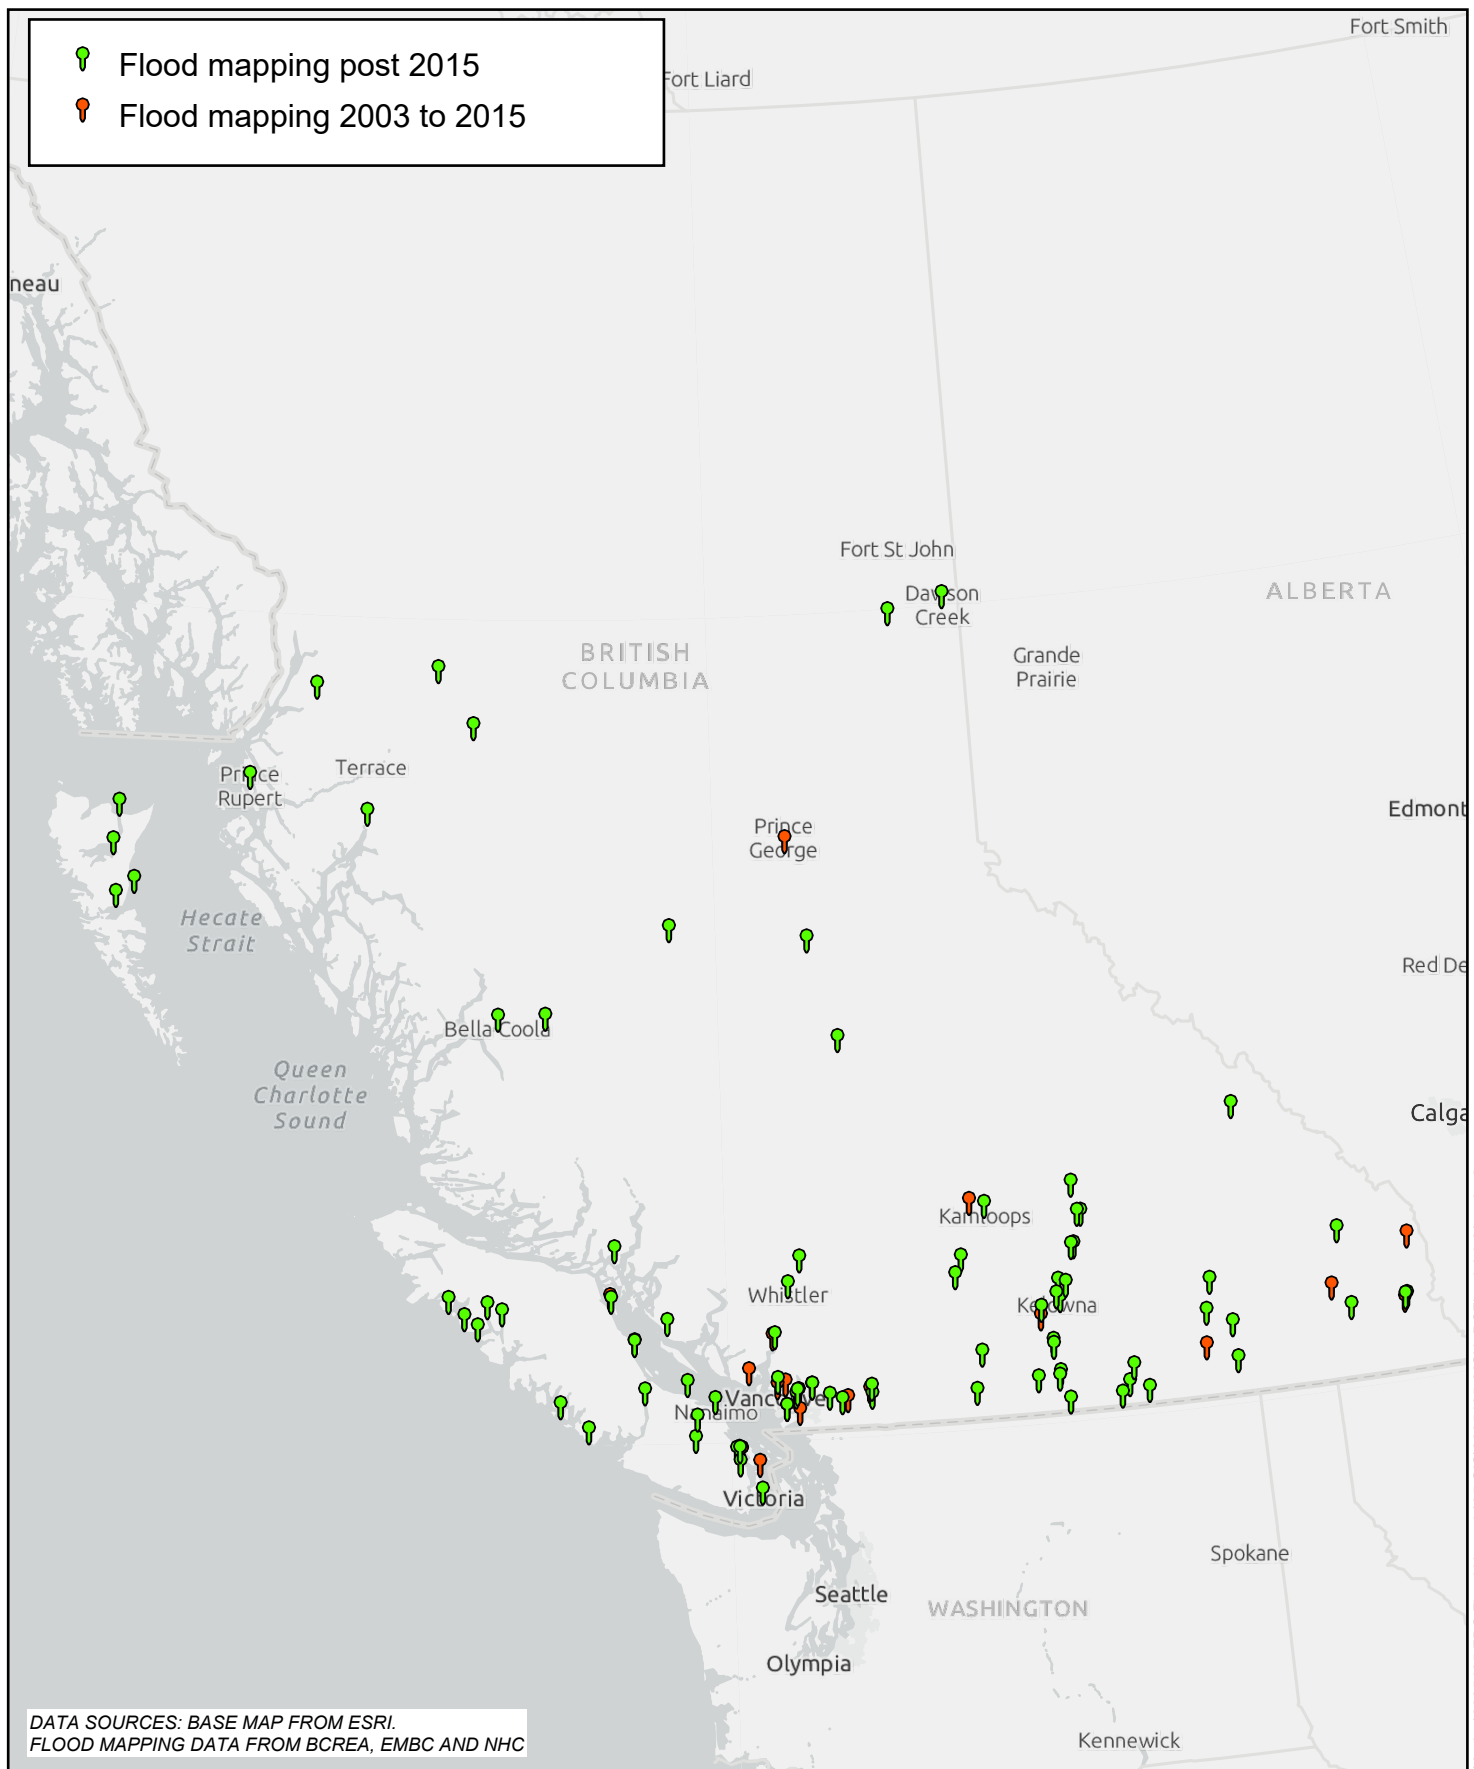 Flood mapping post 2015
Flood mapping 2003 to 2015
Fort Smith
Fort Liard
neau
Fort St John
Dawson
Creek
ALBERTA
BRITISH
COLUMBIA
Grande
Prairie
Prince
Rupert
Terrace
Edmont
Prince
George
Hecate
Strait
Red De
Bella Coola
Queen
Charlotte
Sound
Calga
Kamloops
Whistler
Kelowna
Vancouver
Nanaimo
Victoria
Spokane
Seattle
WASHINGTON
Olympia
Kennewick
DATA SOURCES: BASE MAP FROM ESRI.
FLOOD MAPPING DATA FROM BCREA, EMBC AND NHC